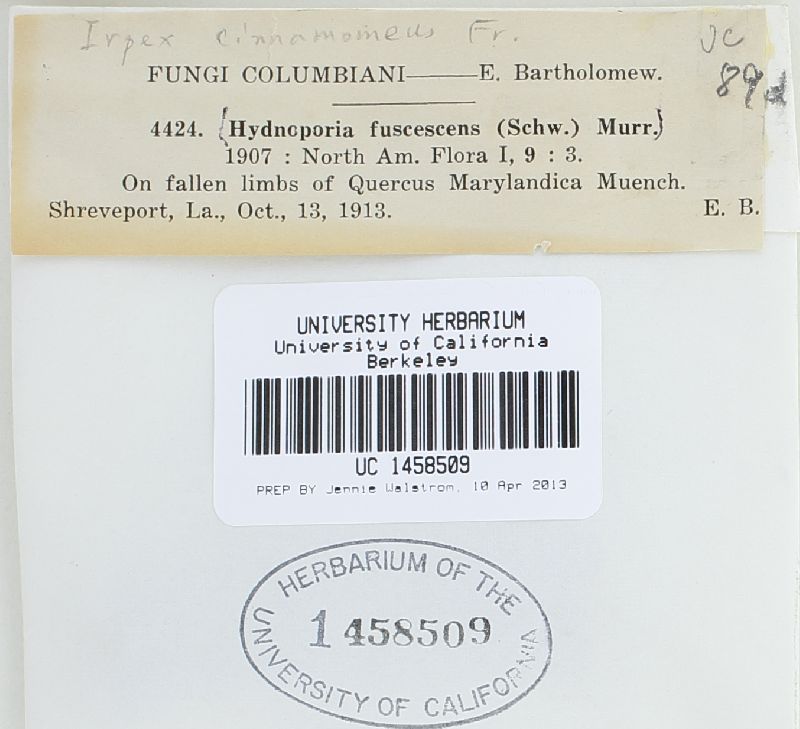 Irpex cinnamomeus Fr.
UC
FUNGI COLUMBIANI——E. Bartholomew.
89d
4424. {Hydnoporia fuscescens (Schw.) Murr.}
1907 : North Am. Flora I, 9 : 3.
On fallen limbs of Quercus Marylandica Muench.
Shreveport, La., Oct., 13, 1913. E. B.
UNIVERSITY HERBARIUM
University of California
Berkeley
UC 1458509
PREP BY Jennie Walstrom, 10 Apr 2013
HERBARIUM OF THE
1458509
UNIVERSITY OF CALIFORNIA